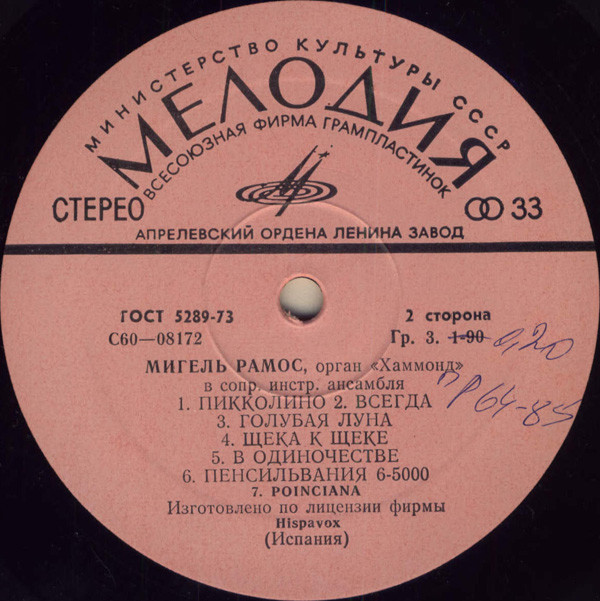 МИНИСТЕРСТВО КУЛЬТУРЫ СССР
МЕЛОДИЯ
ВСЕСОЮЗНАЯ ФИРМА ГРАМПЛАСТИНОК
СТЕРЕО 33
АПРЕЛЕВСКИЙ ОРДЕНА ЛЕНИНА ЗАВОД
ГОСТ 5289-73 2 сторона
С60—08172 Гр. 3. 1-90 0,20
МИГЕЛЬ РАМОС, орган «Хаммонд»
в сопр. инстр. ансамбля
1. ПИККОЛИНО 2. ВСЕГДА
3. ГОЛУБАЯ ЛУНА
4. ЩЕКА К ЩЕКЕ
5. В ОДИНОЧЕСТВЕ
6. ПЕНСИЛЬВАНИЯ 6-5000
7. POINCIANA
Изготовлено по лицензии фирмы
Hispavox
(Испания)